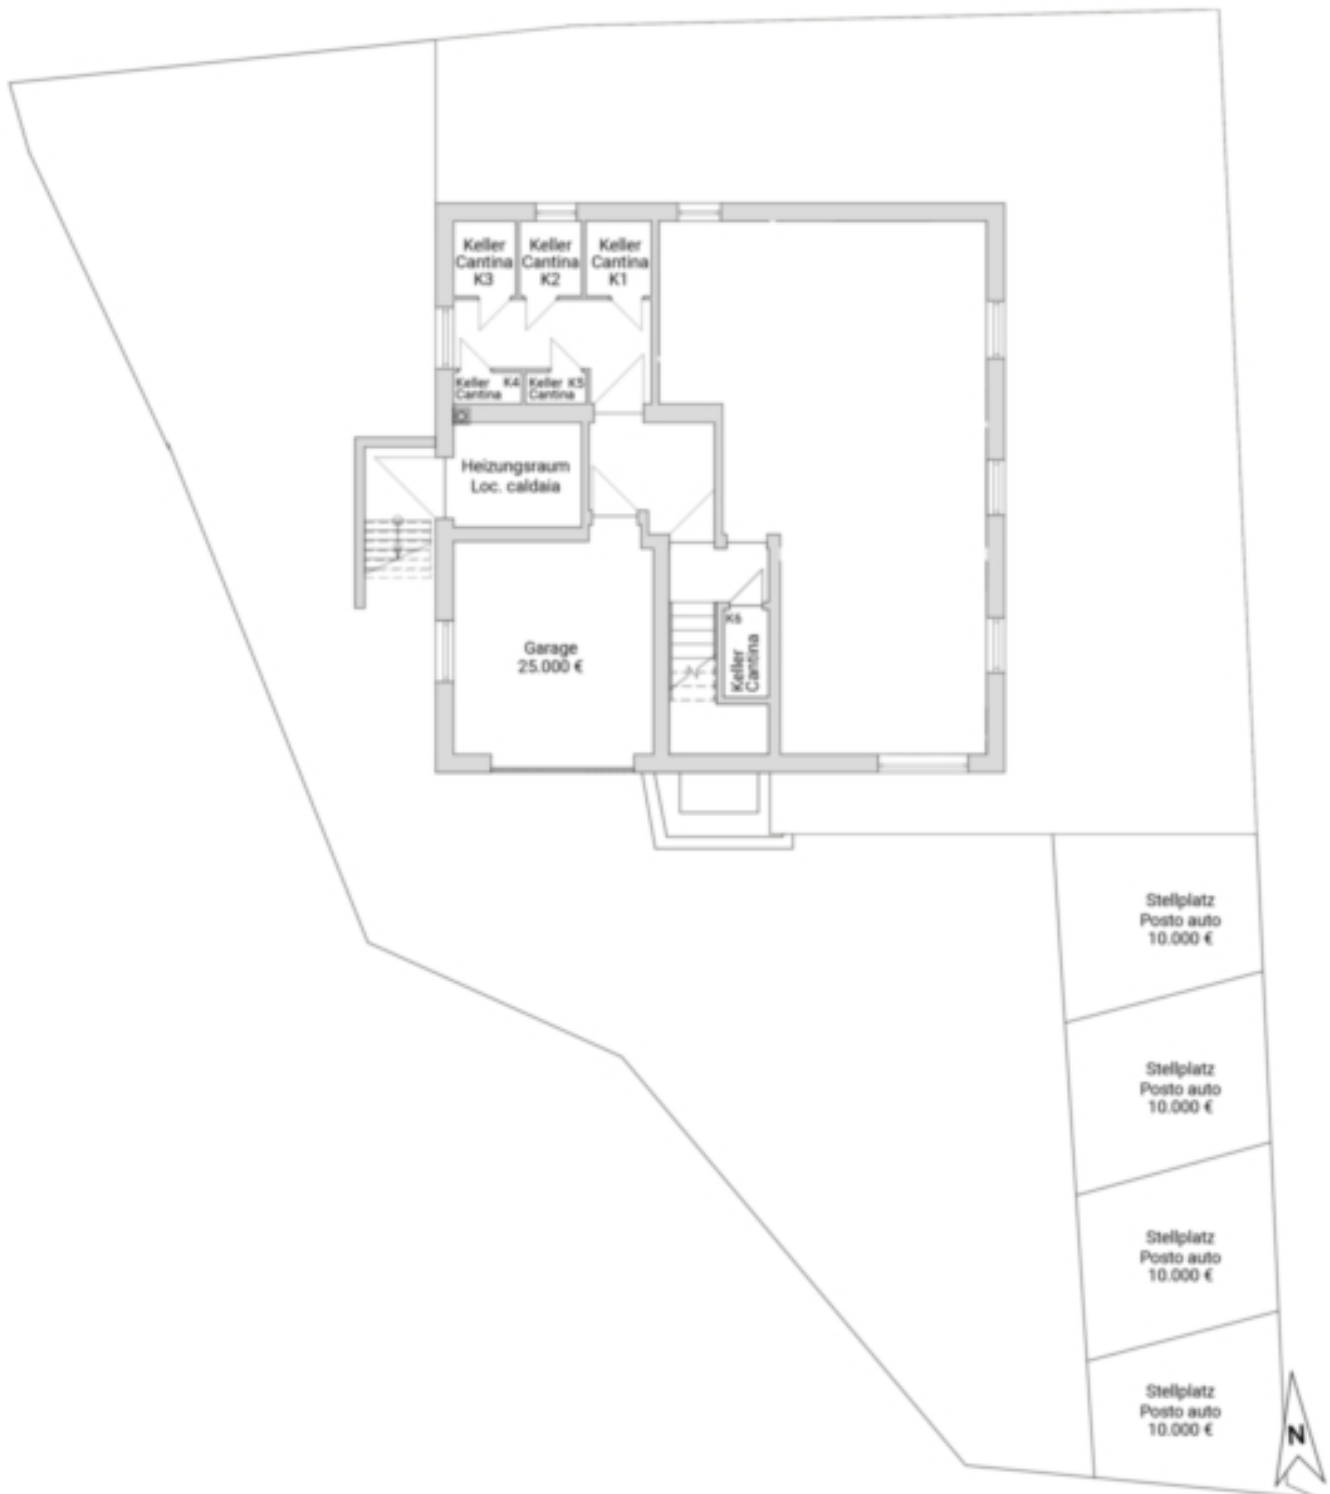 Keller
Cantina
K3
Keller
Cantina
K2
Keller
Cantina
K1
Keller K4
Cantina
Keller K5
Cantina
Heizungsraum
Loc. caldaia
Garage
25.000 €
K6
Keller
Cantina
Stellplatz
Posto auto
10.000 €
Stellplatz
Posto auto
10.000 €
Stellplatz
Posto auto
10.000 €
Stellplatz
Posto auto
10.000 €
N